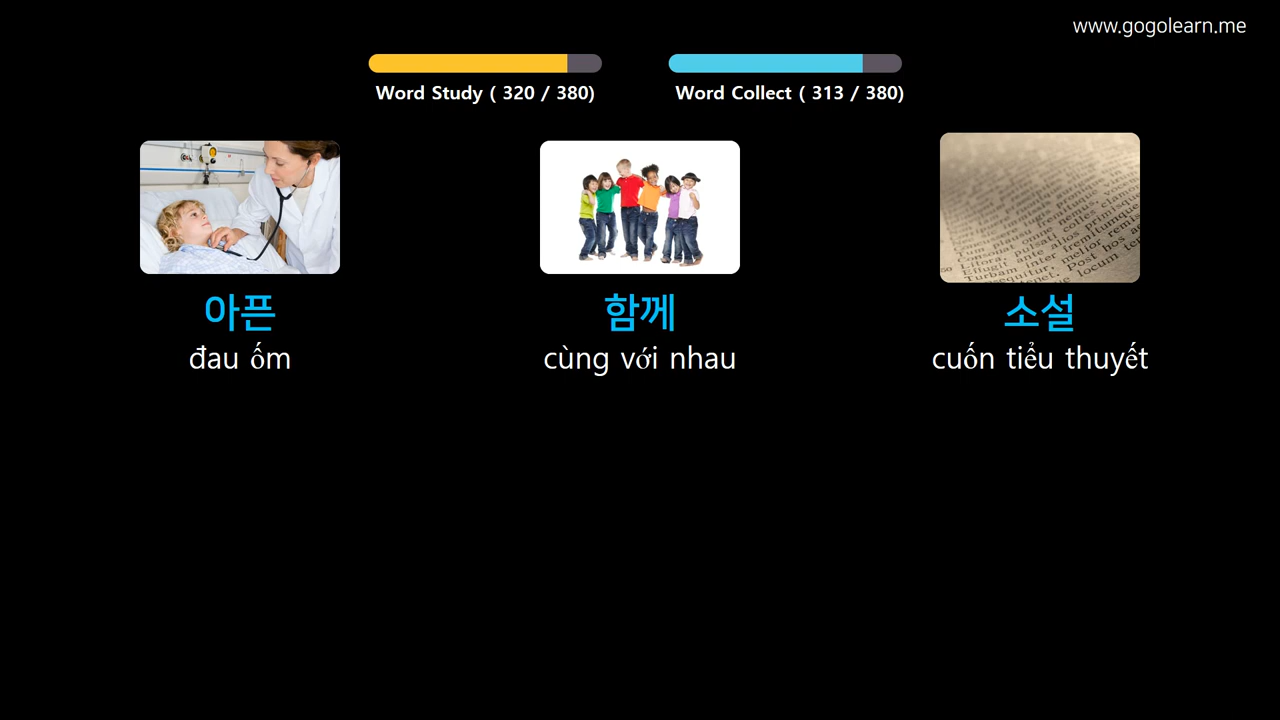 www.gogolearn.me
Word Study ( 320 / 380)
Word Collect ( 313 / 380)
아픈
đau ốm
함께
cùng với nhau
소설
cuốn tiểu thuyết